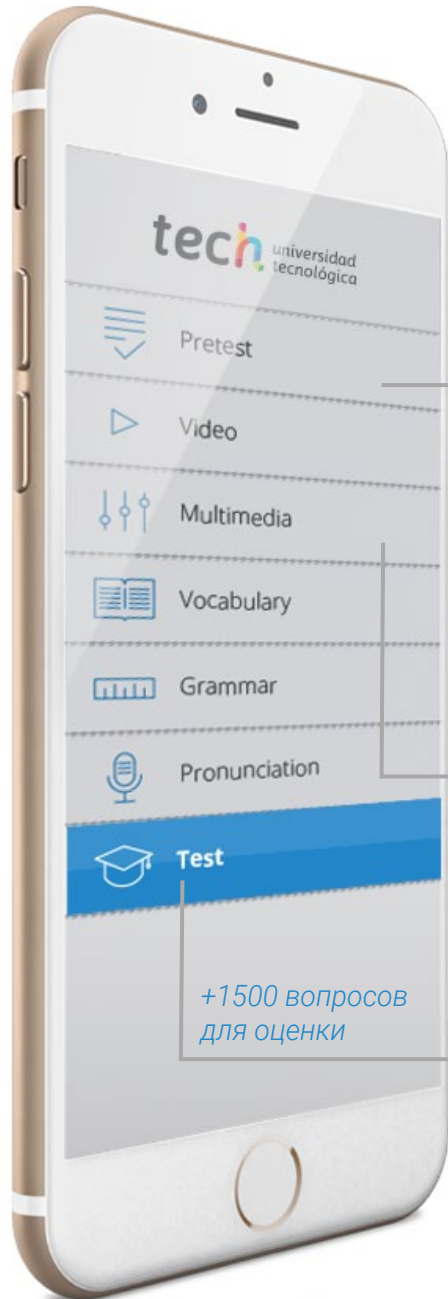 tech universidad
tecnológica
Pretest
Video
Multimedia
Vocabulary
Grammar
Pronunciation
Test
+1500 вопросов
для оценки